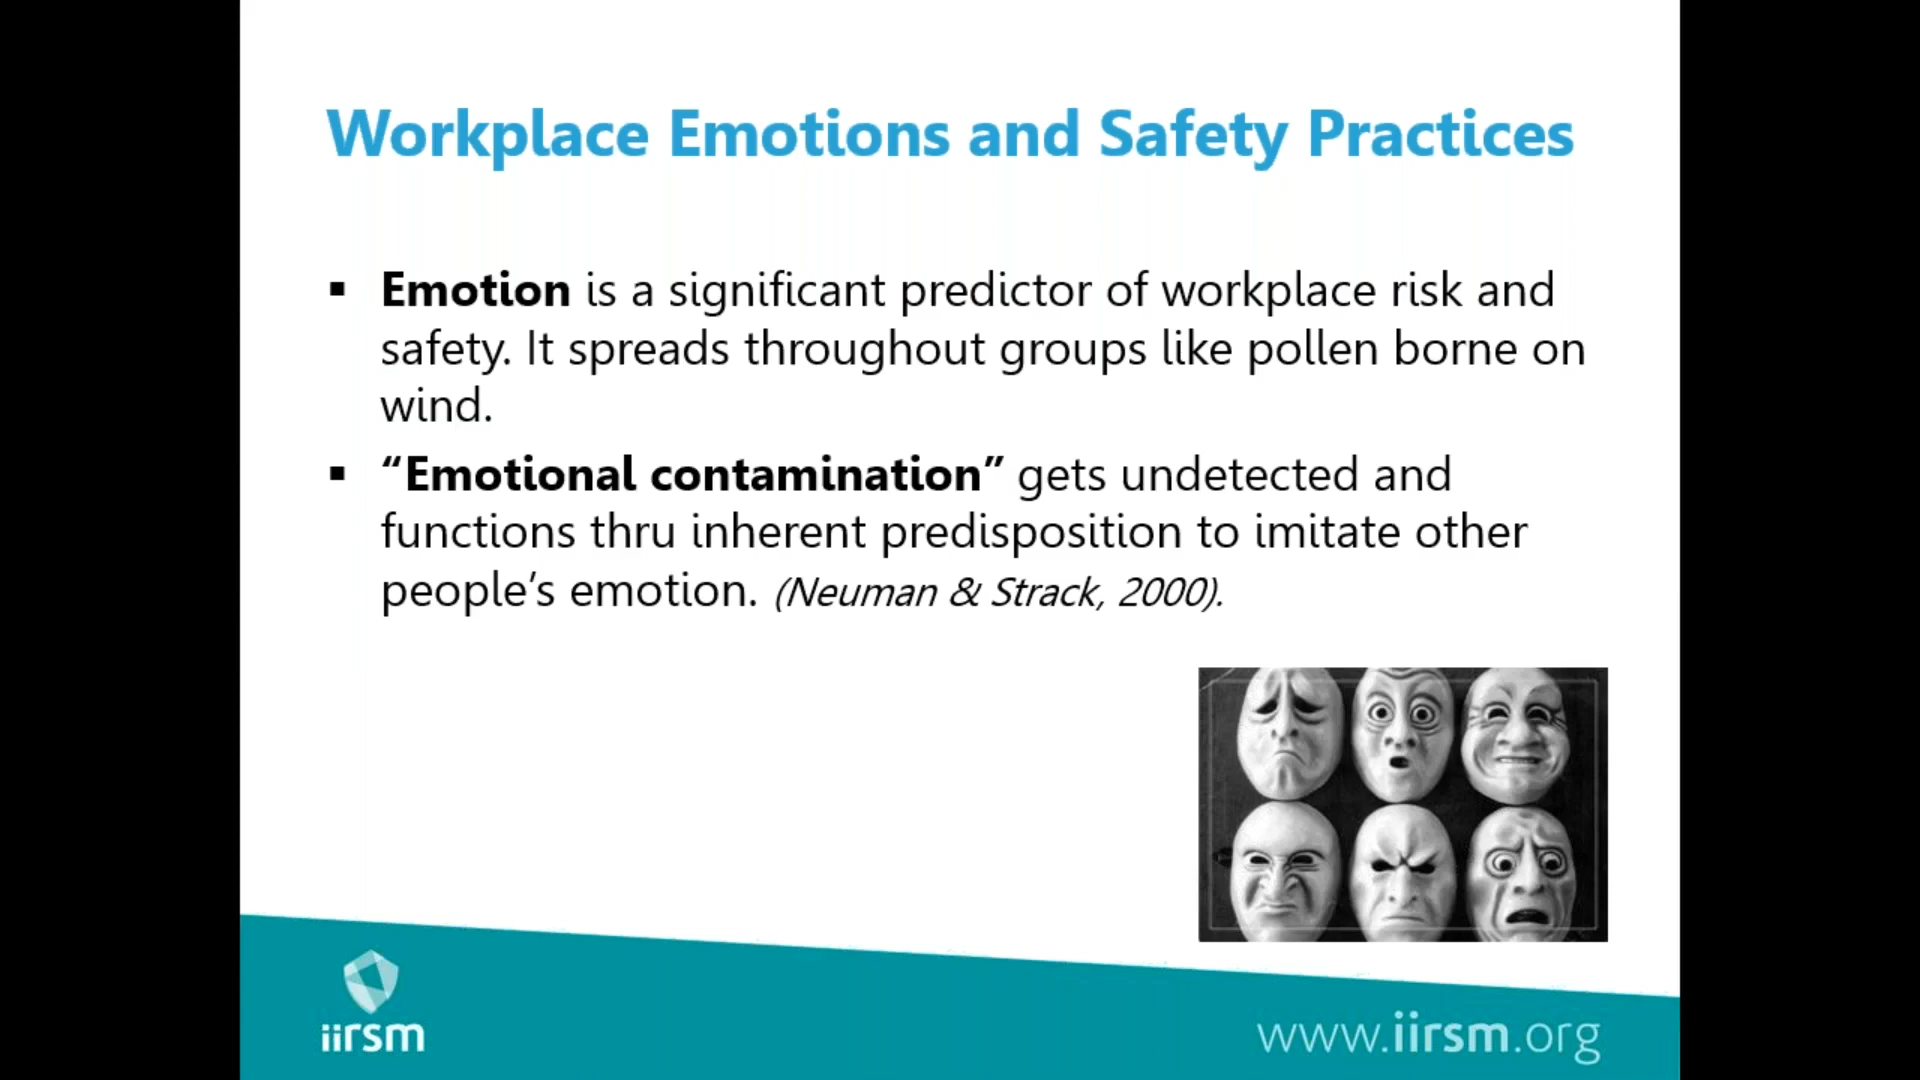 Workplace Emotions and Safety Practices
▪ Emotion is a significant predictor of workplace risk and
safety. It spreads throughout groups like pollen borne on
wind.
▪ “Emotional contamination” gets undetected and
functions thru inherent predisposition to imitate other
people’s emotion. (Neuman & Strack, 2000).
iirsm
www.iirsm.org